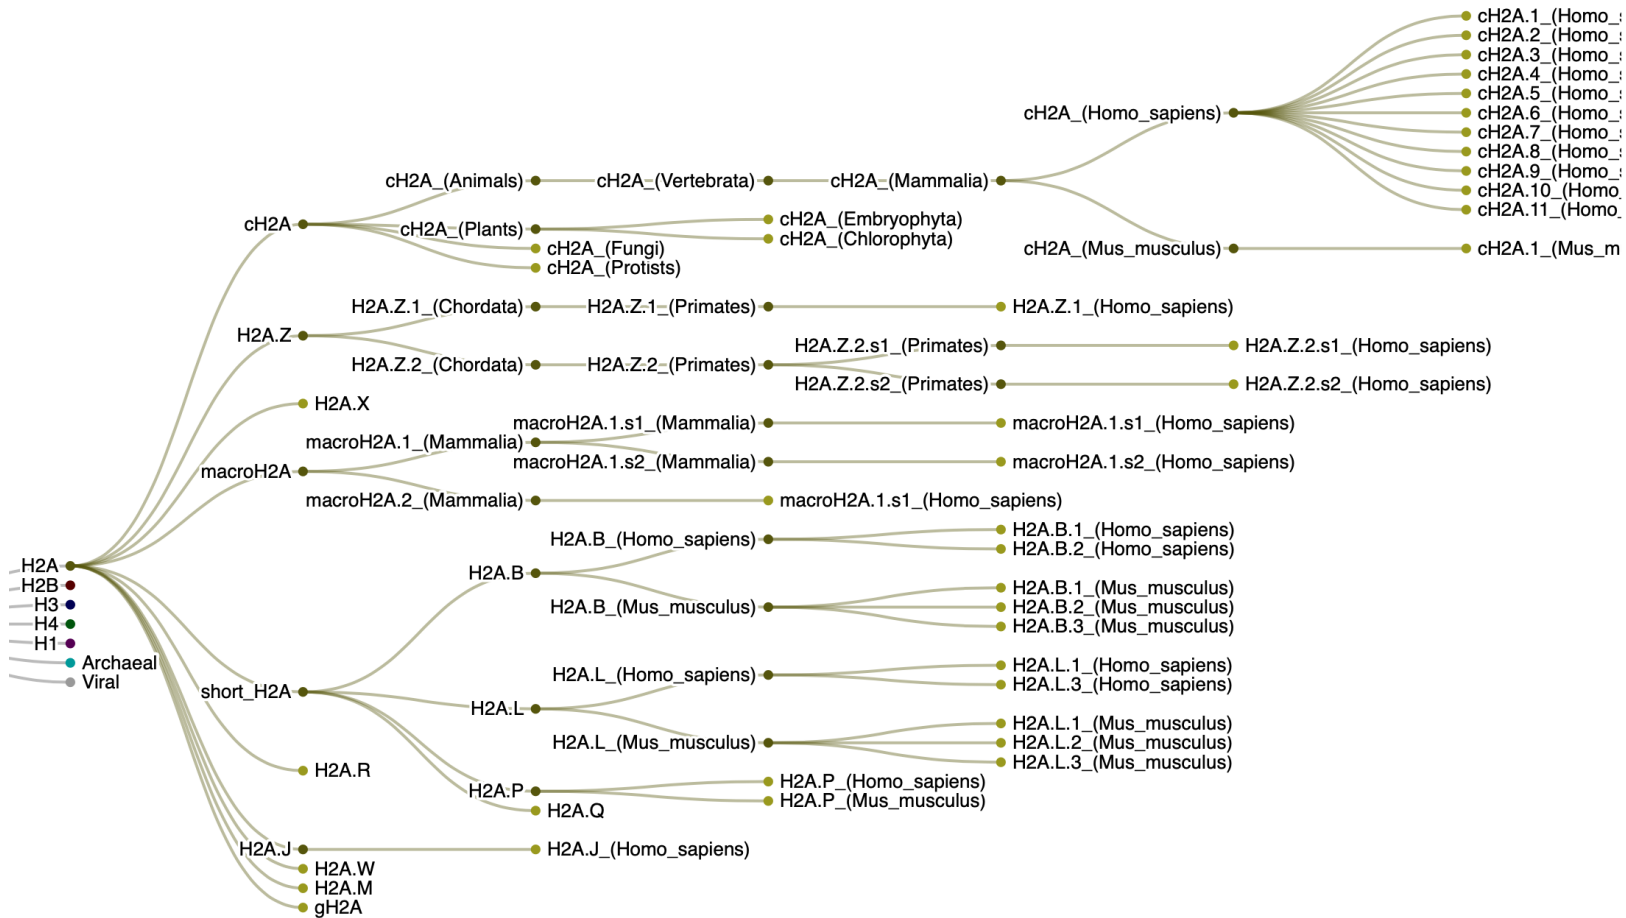 cH2A.1_(Homo_
cH2A.2_(Homo_
cH2A.3_(Homo_
cH2A.4_(Homo_
cH2A.5_(Homo_
cH2A.6_(Homo_
cH2A.7_(Homo_
cH2A.8_(Homo_
cH2A.9_(Homo_
cH2A.10_(Homo_
cH2A.11_(Homo_
cH2A_(Homo_sapiens)
cH2A_(Animals)
cH2A_(Vertebrata)
cH2A_(Mammalia)
cH2A
cH2A_(Plants)
cH2A_(Embryophyta)
cH2A_(Chlorophyta)
cH2A_(Fungi)
cH2A_(Protists)
cH2A_(Mus_musculus)
cH2A.1_(Mus_m
H2A.Z.1_(Chordata)
H2A.Z.1_(Primates)
H2A.Z.1_(Homo_sapiens)
H2A.Z
H2A.Z.2_(Chordata)
H2A.Z.2_(Primates)
H2A.Z.2.s1_(Primates)
H2A.Z.2.s1_(Homo_sapiens)
H2A.Z.2.s2_(Primates)
H2A.Z.2.s2_(Homo_sapiens)
H2A.X
macroH2A.1.s1_(Mammalia)
macroH2A.1.s1_(Homo_sapiens)
macroH2A.1_(Mammalia)
macroH2A.1.s2_(Mammalia)
macroH2A.1.s2_(Homo_sapiens)
macroH2A
macroH2A.2_(Mammalia)
macroH2A.1.s1_(Homo_sapiens)
H2A
H2B
H3
H4
H1
Archaeal
Viral
H2A.B_(Homo_sapiens)
H2A.B.1_(Homo_sapiens)
H2A.B.2_(Homo_sapiens)
H2A.B
H2A.B_(Mus_musculus)
H2A.B.1_(Mus_musculus)
H2A.B.2_(Mus_musculus)
H2A.B.3_(Mus_musculus)
short_H2A
H2A.L_(Homo_sapiens)
H2A.L.1_(Homo_sapiens)
H2A.L.3_(Homo_sapiens)
H2A.L
H2A.L_(Mus_musculus)
H2A.L.1_(Mus_musculus)
H2A.L.2_(Mus_musculus)
H2A.L.3_(Mus_musculus)
H2A.R
H2A.P
H2A.P_(Homo_sapiens)
H2A.P_(Mus_musculus)
H2A.Q
H2A.J
H2A.J_(Homo_sapiens)
H2A.W
H2A.M
gH2A